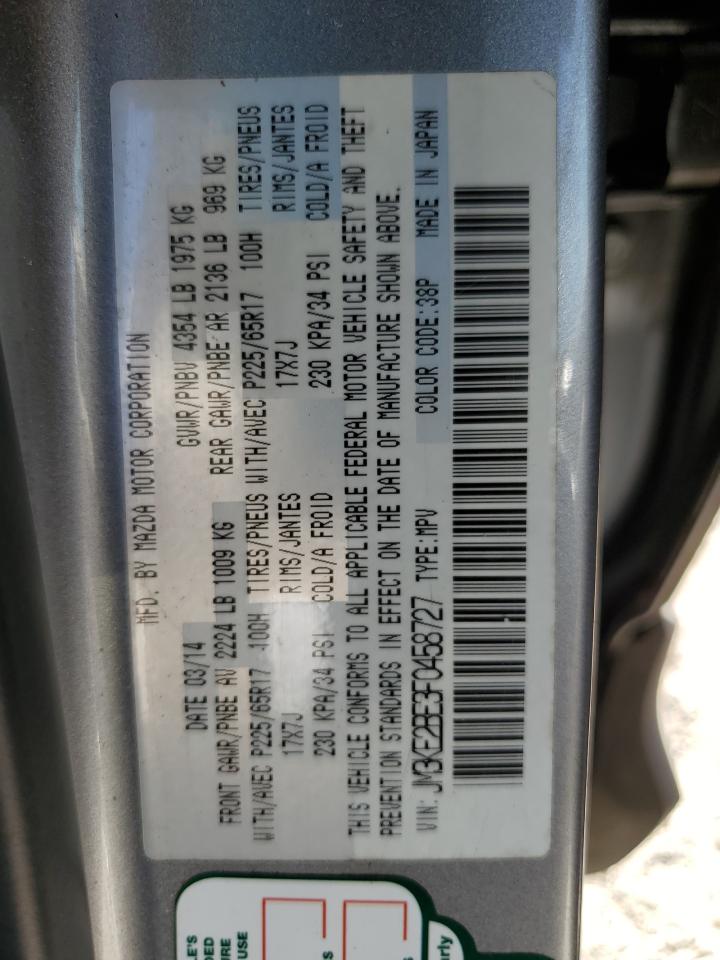 MFD. BY MAZDA MOTOR CORPORATION
DATE 03/14 GVWR/PNBV 4354 LB 1975 KG
FRONT GAWR/PNBE AV 2224 LB 1009 KG REAR GAWR/PNBE AR 2136 LB 969 KG
WITH/AVEC P225/65R17 100H TIRES/PNEUS WITH/AVEC P225/65R17 100H TIRES/PNEUS
17X7J RIMS/JANTES 17X7J RIMS/JANTES
230 KPA/34 PSI COLD/A FROID 230 KPA/34 PSI COLD/A FROID
THIS VEHICLE CONFORMS TO ALL APPLICABLE FEDERAL MOTOR VEHICLE SAFETY AND THEFT
PREVENTION STANDARDS IN EFFECT ON THE DATE OF MANUFACTURE SHOWN ABOVE.
VIN: JM3KE2BE3F0458727 TYPE:MPV COLOR CODE:38P MADE IN JAPAN
USE